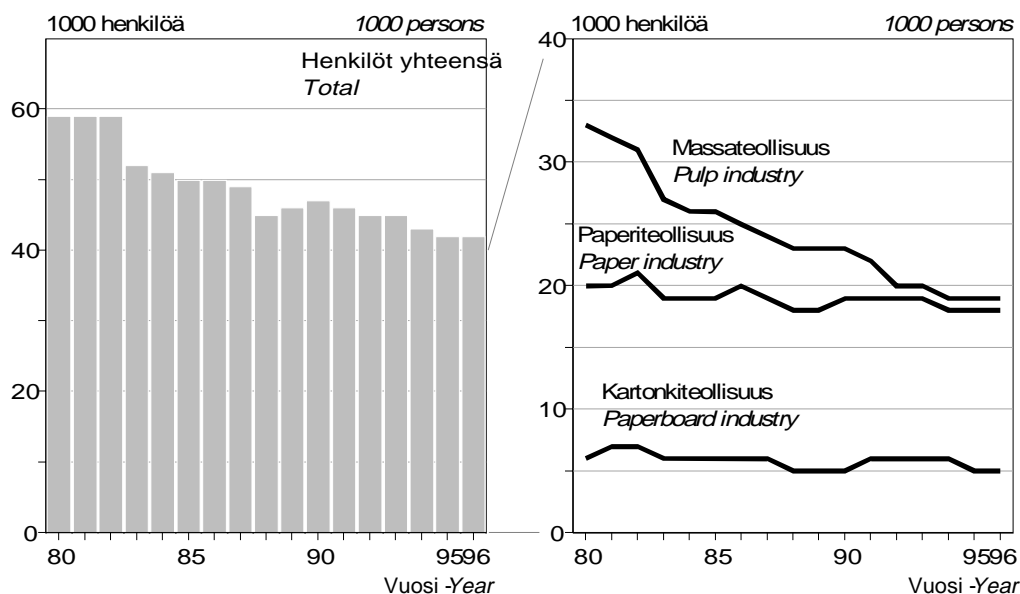 1000 henkilöä 1000 persons
Henkilöt yhteensä
Total
60
40
20
0
80 85 90 9596
Vuosi -Year
1000 henkilöä 1000 persons
40
30
20
10
0
Massateollisuus
Pulp industry
Paperiteollisuus
Paper industry
Kartonkiteollisuus
Paperboard industry
80 85 90 9596
Vuosi -Year